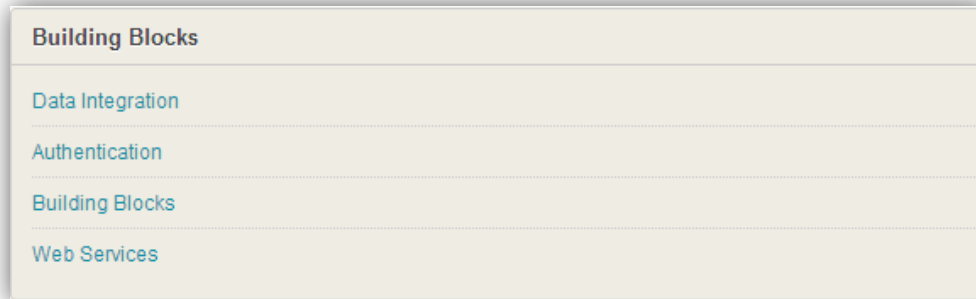 Building Blocks
Data Integration
Authentication
Building Blocks
Web Services